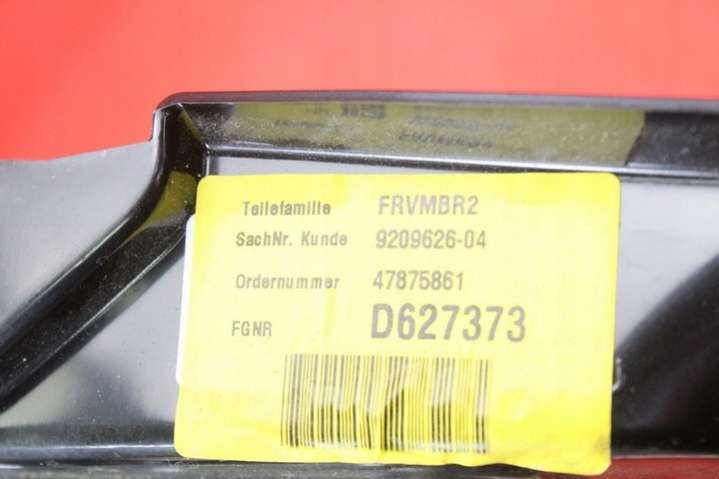 Teilefamilie FRVMBR2
SachNr. Kunde 9209626-04
Ordernummer 47875861
FGNR D627373